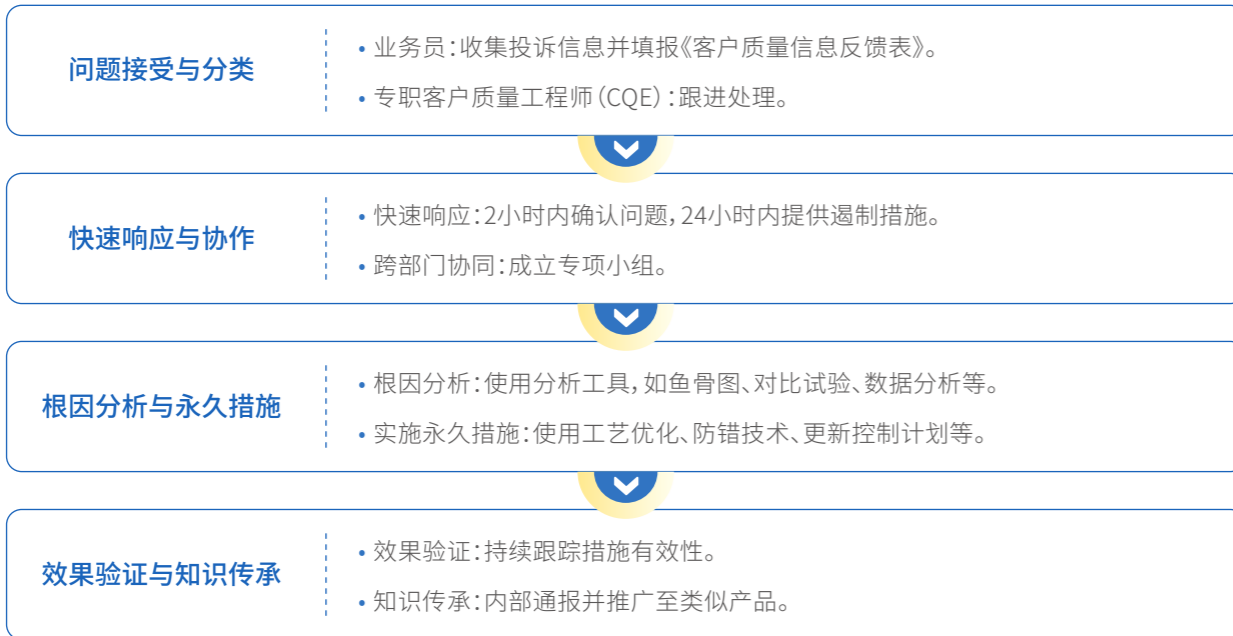 问题接受与分类
• 业务员：收集投诉信息并填报《客户质量信息反馈表》。
• 专职客户质量工程师（CQE）：跟进处理。
快速响应与协作
• 快速响应：2小时内确认问题，24小时内提供遏制措施。
• 跨部门协同：成立专项小组。
根因分析与永久措施
• 根因分析：使用分析工具，如鱼骨图、对比试验、数据分析等。
• 实施永久措施：使用工艺优化、防错技术、更新控制计划等。
效果验证与知识传承
• 效果验证：持续跟踪措施有效性。
• 知识传承：内部通报并推广至类似产品。